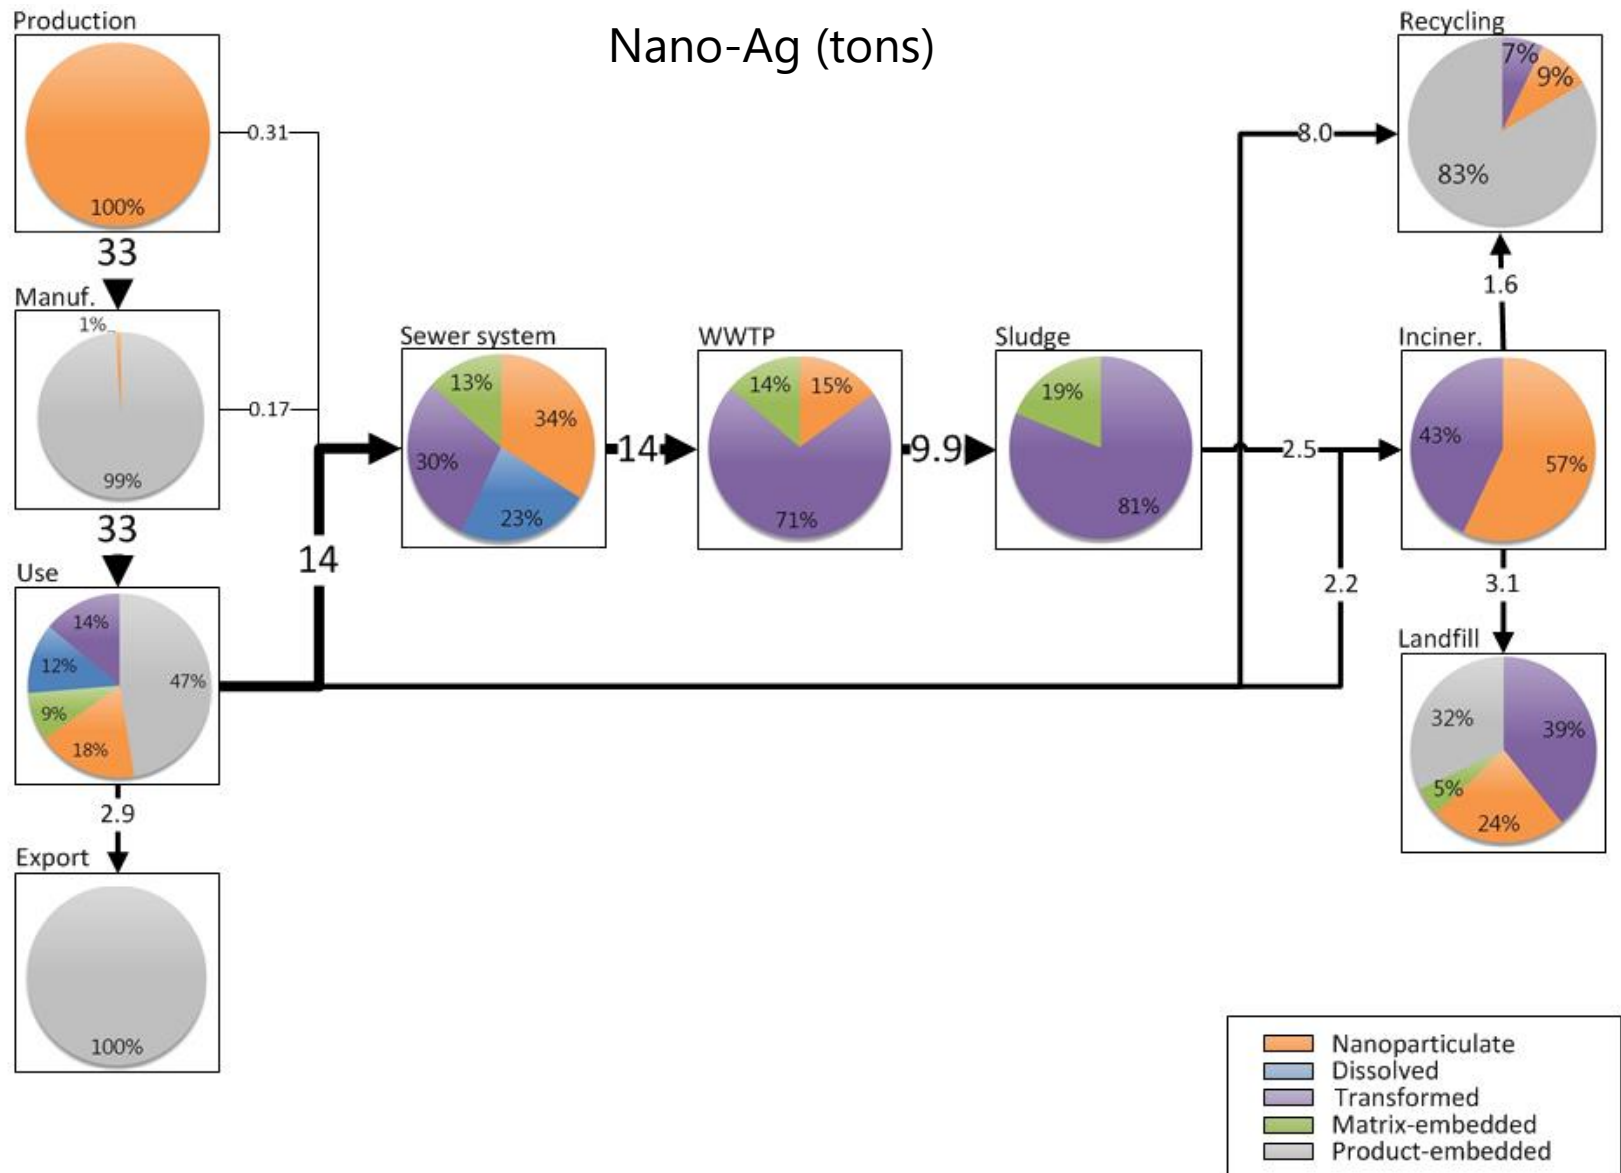 Nano-Ag (tons)
Production
100%
0.31
33
Manuf.
1%
99%
0.17
33
Use
14%
12%
47%
9%
18%
2.9
Export
100%
14
Sewer system
13%
34%
30%
23%
14
WWTP
14%
15%
71%
9.9
Sludge
19%
81%
2.5
2.2
8.0
Recycling
7%
9%
83%
1.6
Inciner.
43%
57%
3.1
Landfill
32%
39%
5%
24%
Nanoparticulate
Dissolved
Transformed
Matrix-embedded
Product-embedded